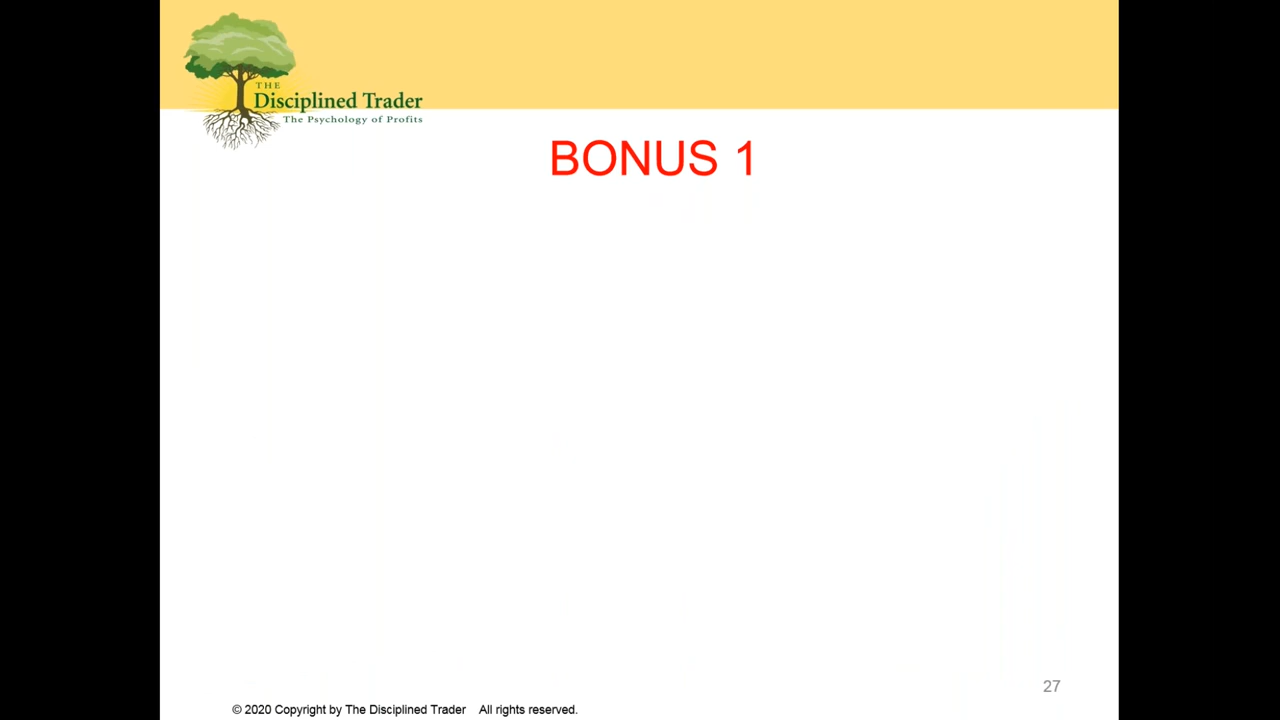 THE
Disciplined Trader
The Psychology of Profits
BONUS 1
27
© 2020 Copyright by The Disciplined Trader All rights reserved.